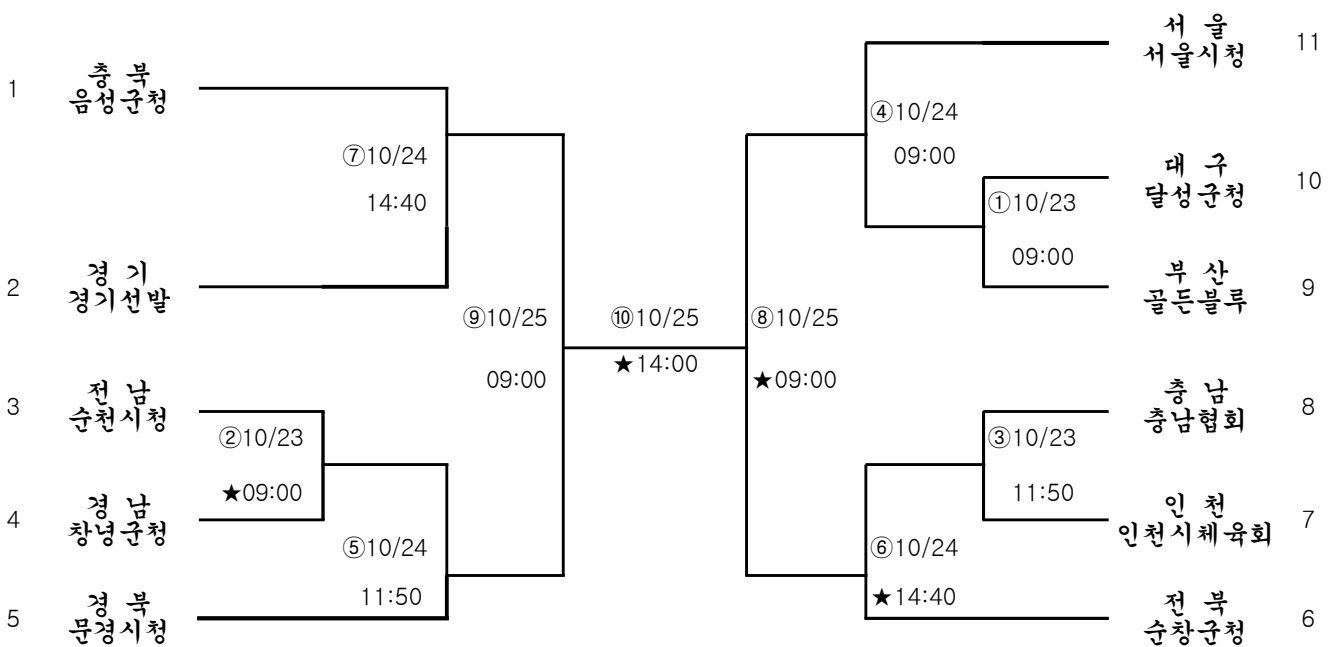 1
충 북
음성군청
⑦10/24
14:40
2
경 기
경기선발
3
전 남
순천시청
②10/23
★09:00
4
경 남
창녕군청
⑤10/24
11:50
5
경 북
문경시청
⑨10/25
09:00
⑩10/25
★14:00
⑧10/25
★09:00
서 울
서울시청
11
④10/24
09:00
대 구
달성군청
10
①10/23
09:00
부 산
골든블루
9
충 남
충남협회
8
③10/23
11:50
인 천
인천시체육회
7
⑥10/24
★14:40
전 북
순창군청
6